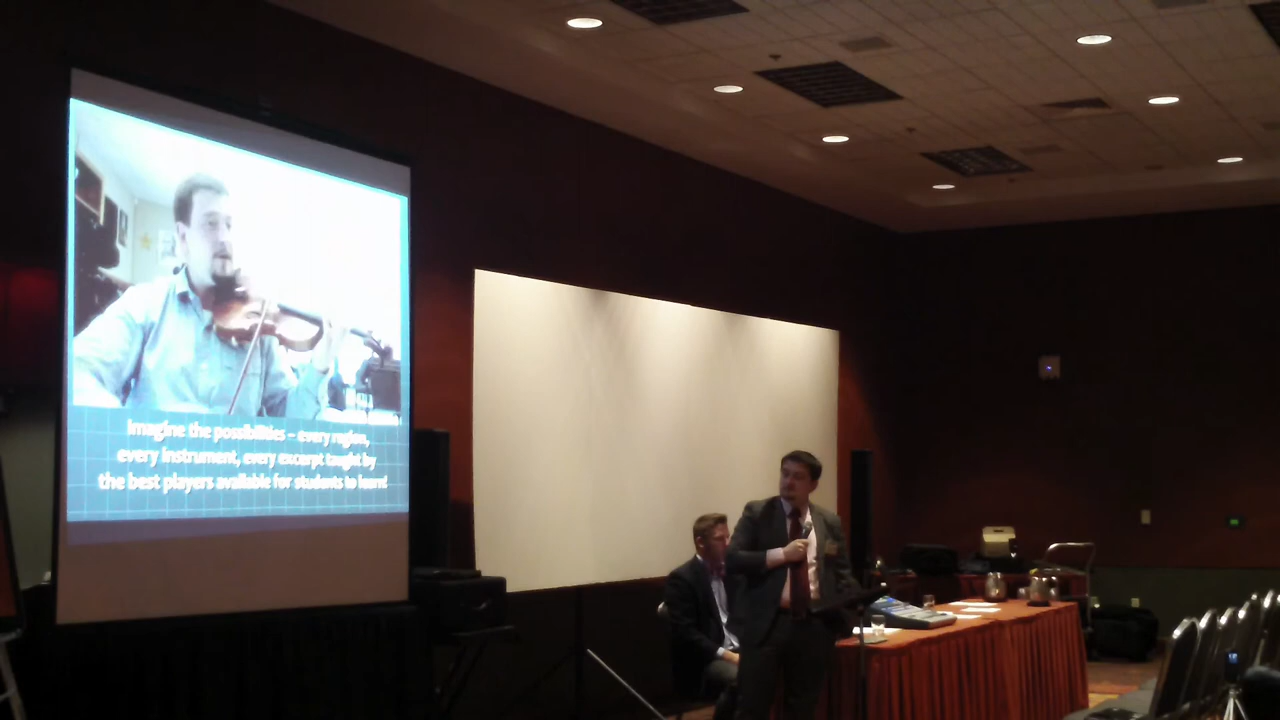 Imagine the possibilities – every region,
every instrument, every excerpt taught by
the best players available for students to learn!